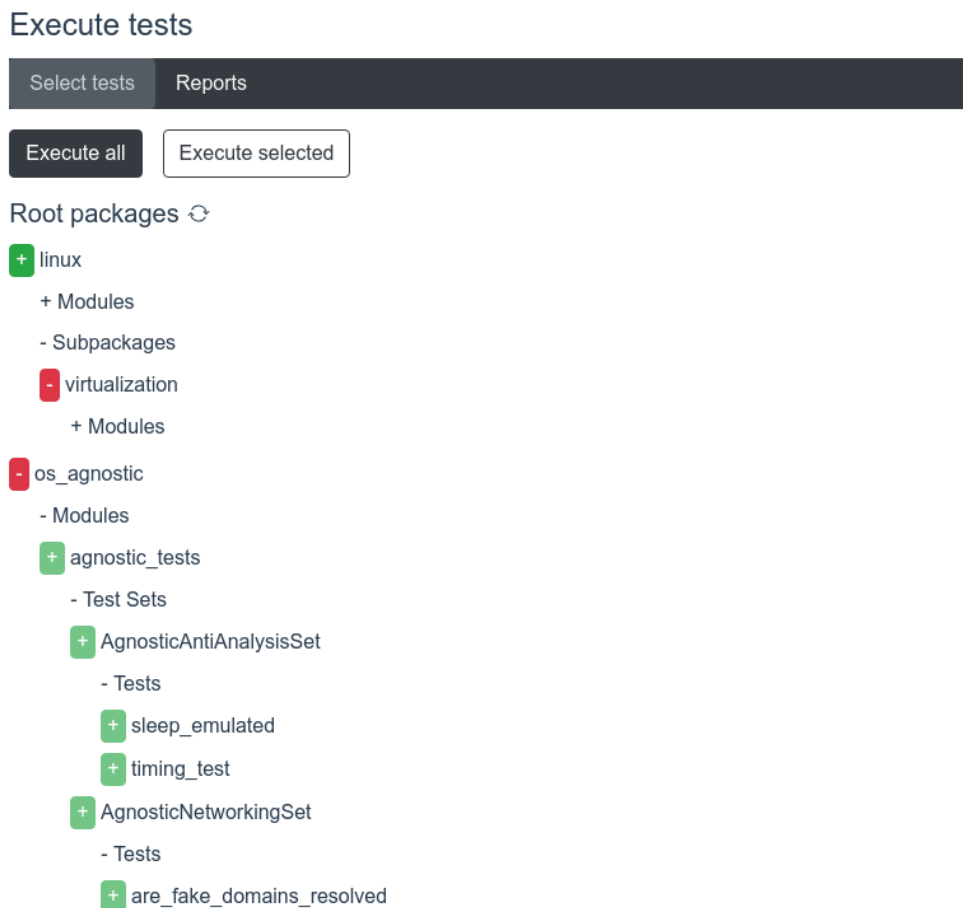 Execute tests
Select tests Reports
Execute all Execute selected
Root packages
+ linux
+ Modules
- Subpackages
- virtualization
+ Modules
- os_agnostic
- Modules
+ agnostic_tests
- Test Sets
+ AgnosticAntiAnalysisSet
- Tests
+ sleep_emulated
+ timing_test
+ AgnosticNetworkingSet
- Tests
+ are_fake_domains_resolved